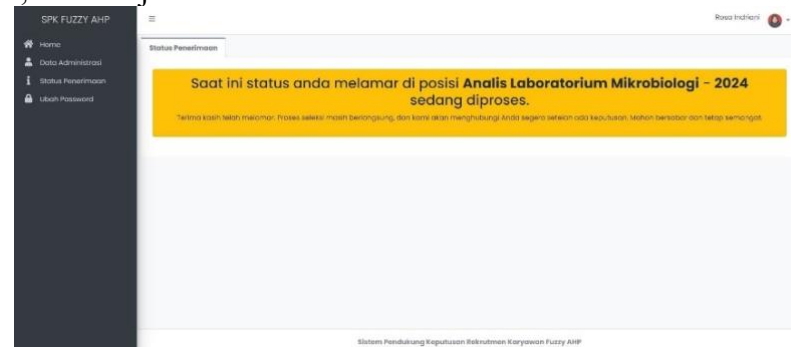 SPK FUZZY AHP
Rosa Indriani
Home
Data Administrasi
Status Penerimaan
Ubah Password
Status Penerimaan
Saat ini status anda melamar di posisi Analis Laboratorium Mikrobiologi - 2024
sedang diproses.
Terima kasih telah melamar. Proses seleksi masih berlangsung, dan kami akan menghubungi Anda segera setelah ada keputusan. Mohon bersabar dan tetap semangat.
Sistem Pendukung Keputusan Rekrutmen Karyawan Fuzzy AHP